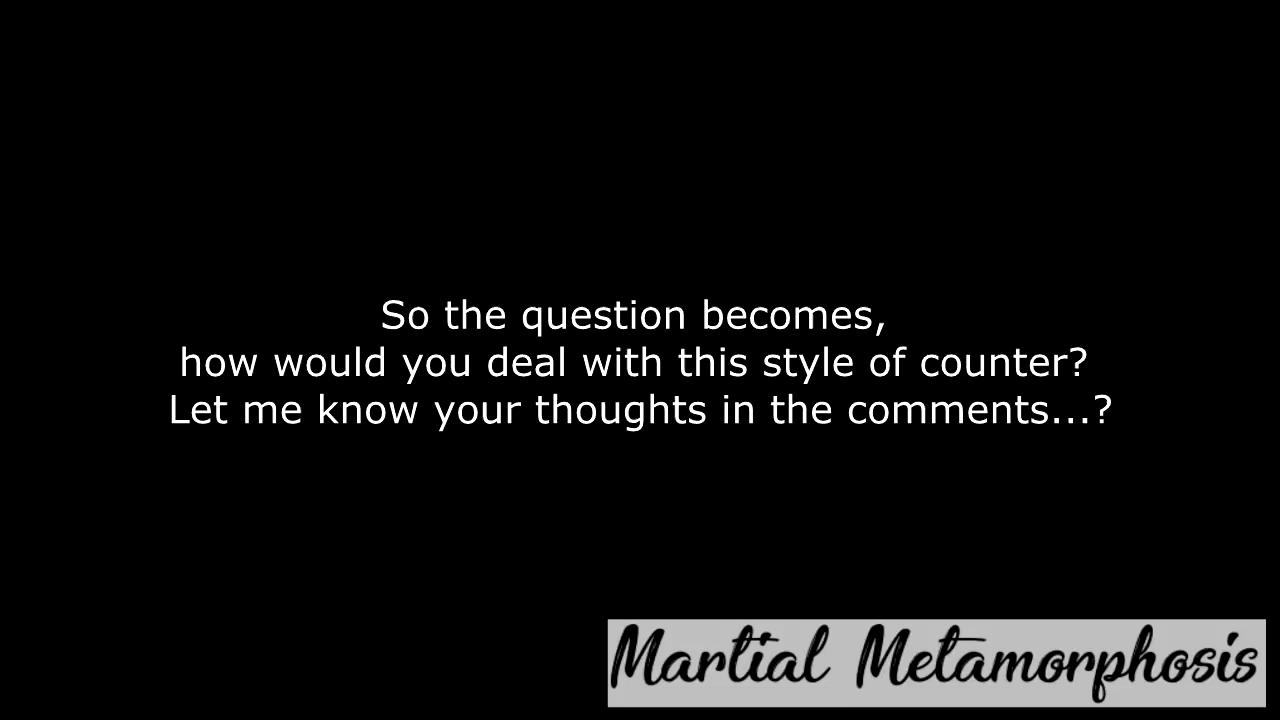 So the question becomes,
how would you deal with this style of counter?
Let me know your thoughts in the comments...?
Martial Metamorphosis